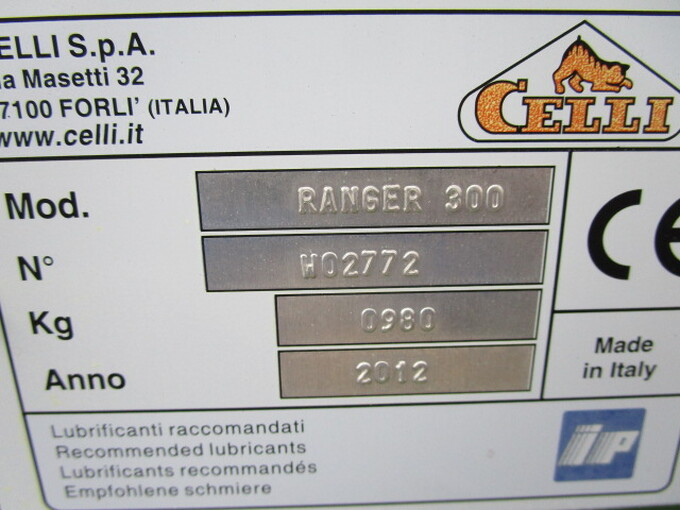 ELLI S.p.A.
a Masetti 32
7100 FORLI' (ITALIA)
www.celli.it
CELLI
Mod. RANGER 300
N° W02772
Kg 0980
Anno 2012
CE
Made
in Italy
Lubrificanti raccomandati
Recommended lubricants
Lubrifiants recommandés
Empfohlene schmiere
IP